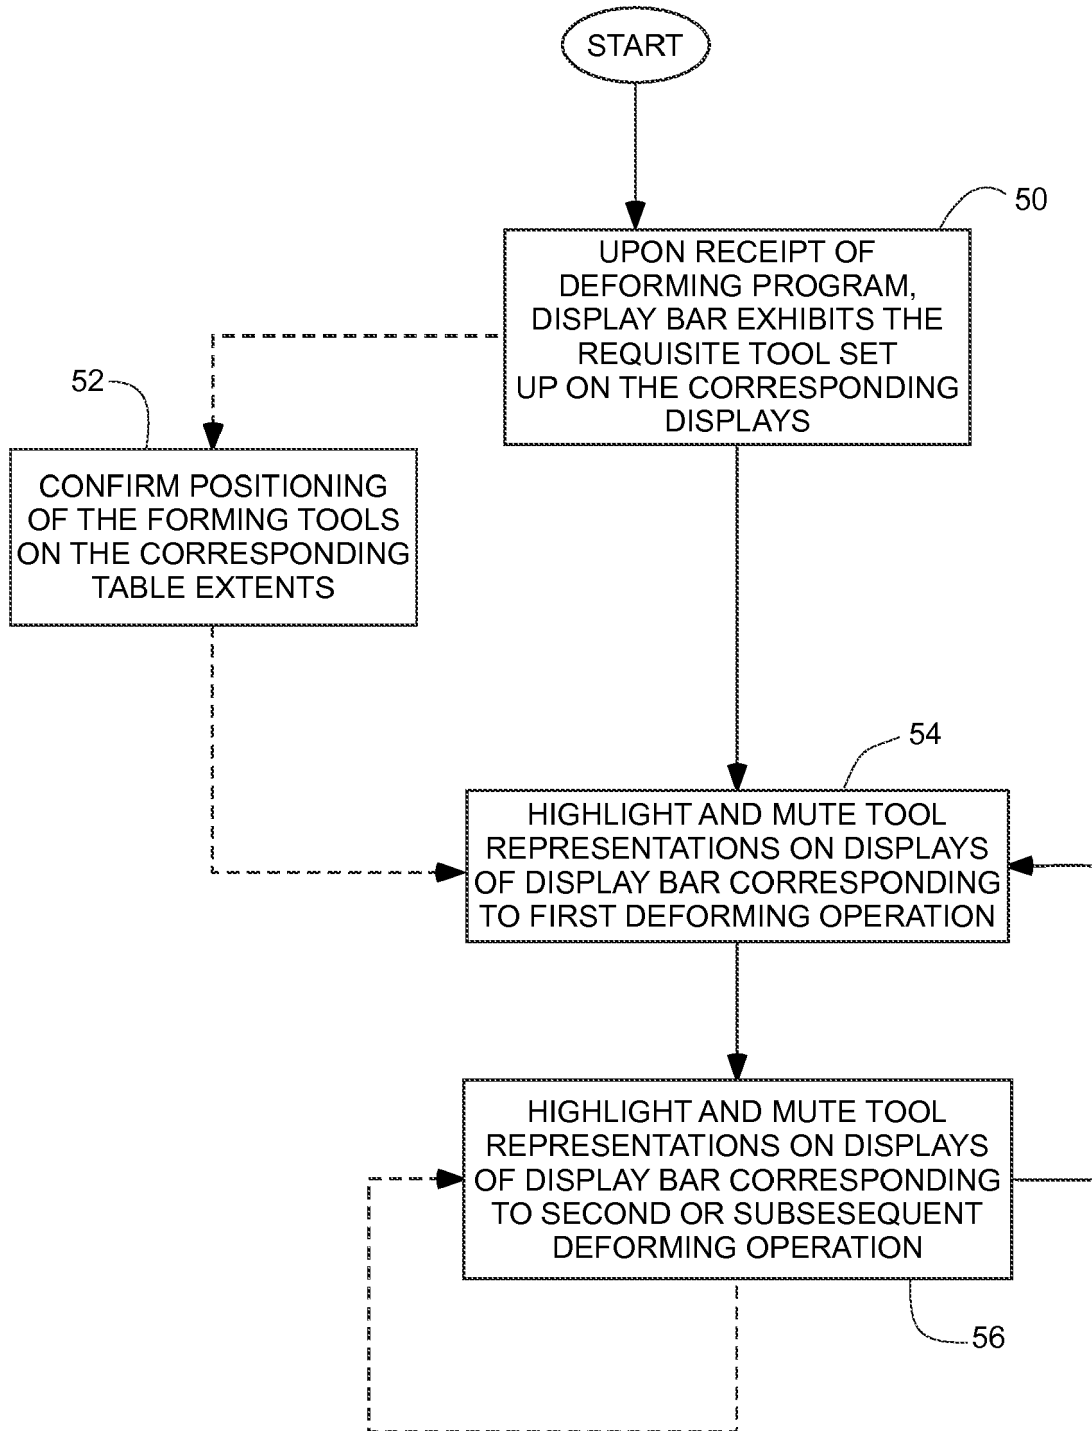 START
50
UPON RECEIPT OF
DEFORMING PROGRAM,
DISPLAY BAR EXHIBITS THE
REQUISITE TOOL SET
UP ON THE CORRESPONDING
DISPLAYS
52
CONFIRM POSITIONING
OF THE FORMING TOOLS
ON THE CORRESPONDING
TABLE EXTENTS
54
HIGHLIGHT AND MUTE TOOL
REPRESENTATIONS ON DISPLAYS
OF DISPLAY BAR CORRESPONDING
TO FIRST DEFORMING OPERATION
HIGHLIGHT AND MUTE TOOL
REPRESENTATIONS ON DISPLAYS
OF DISPLAY BAR CORRESPONDING
TO SECOND OR SUBSESEQUENT
DEFORMING OPERATION
56